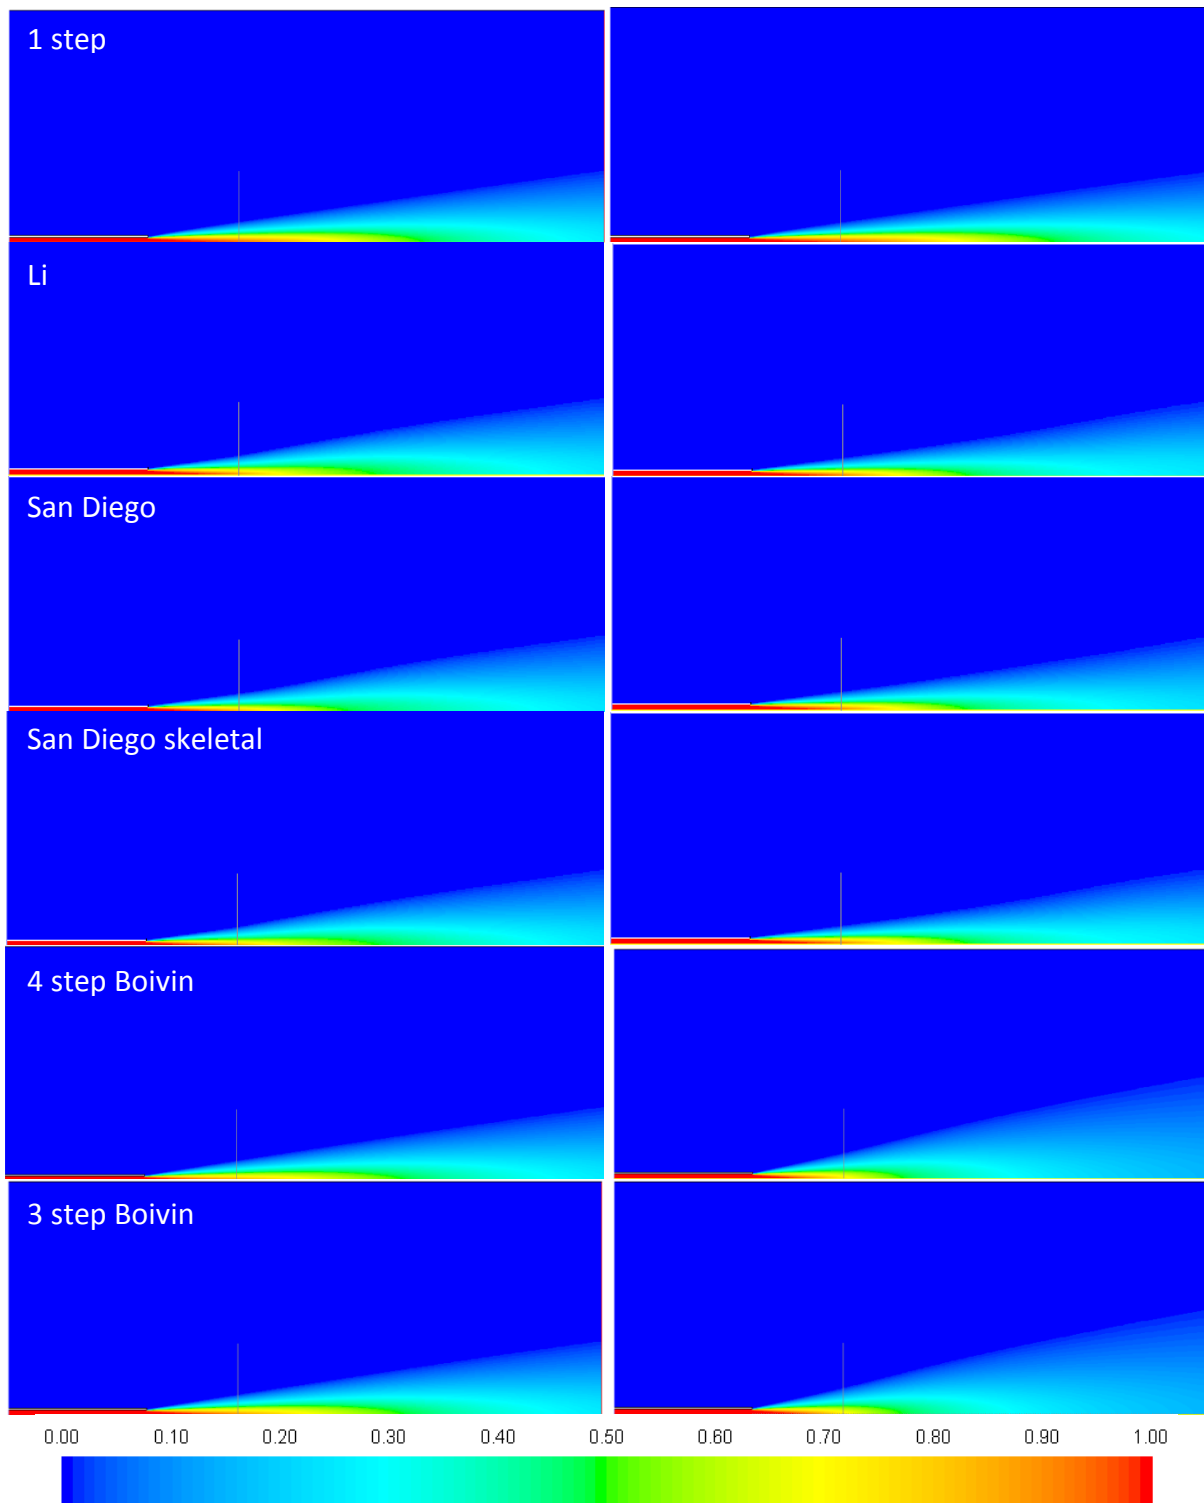 1 step
Li
San Diego
San Diego skeletal
4 step Boivin
3 step Boivin
0.00 0.10 0.20 0.30 0.40 0.50 0.60 0.70 0.80 0.90 1.00